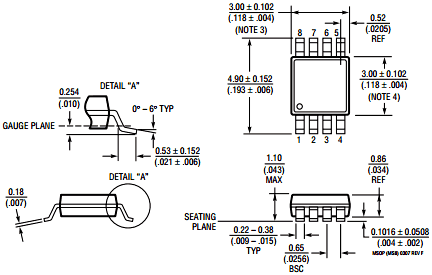 3.00 ± 0.102
(.118 ± .004)
(NOTE 3)
0.52
(.0205)
REF
8 7 6 5
DETAIL “A”
0.254
(.010)
0° – 6° TYP
GAUGE PLANE
0.53 ± 0.152
(.021 ± .006)
4.90 ± 0.152
(.193 ± .006)
3.00 ± 0.102
(.118 ± .004)
(NOTE 4)
1 2 3 4
DETAIL “A”
0.18
(.007)
1.10
(.043)
MAX
0.86
(.034)
REF
SEATING
PLANE
0.22 – 0.38
(.009 – .015)
TYP
0.65
(.0256)
BSC
0.1016 ± 0.0508
(.004 ± .002)
MSOP (MS8) 0307 REV F